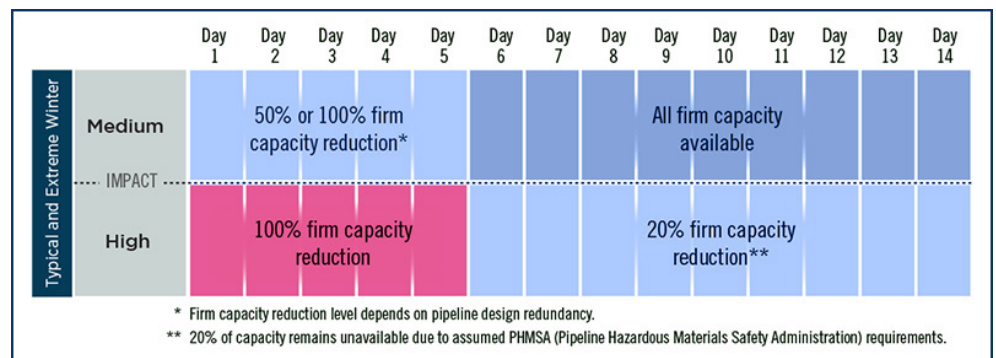 Day Day Day Day Day Day Day Day Day Day Day Day Day Day
1 2 3 4 5 6 7 8 9 10 11 12 13 14
Typical and Extreme Winter
Medium
50% or 100% firm
capacity reduction*
All firm capacity
available
IMPACT
High
100% firm capacity
reduction
20% firm capacity
reduction**
* Firm capacity reduction level depends on pipeline design redundancy.
** 20% of capacity remains unavailable due to assumed PHMSA (Pipeline Hazardous Materials Safety Administration) requirements.